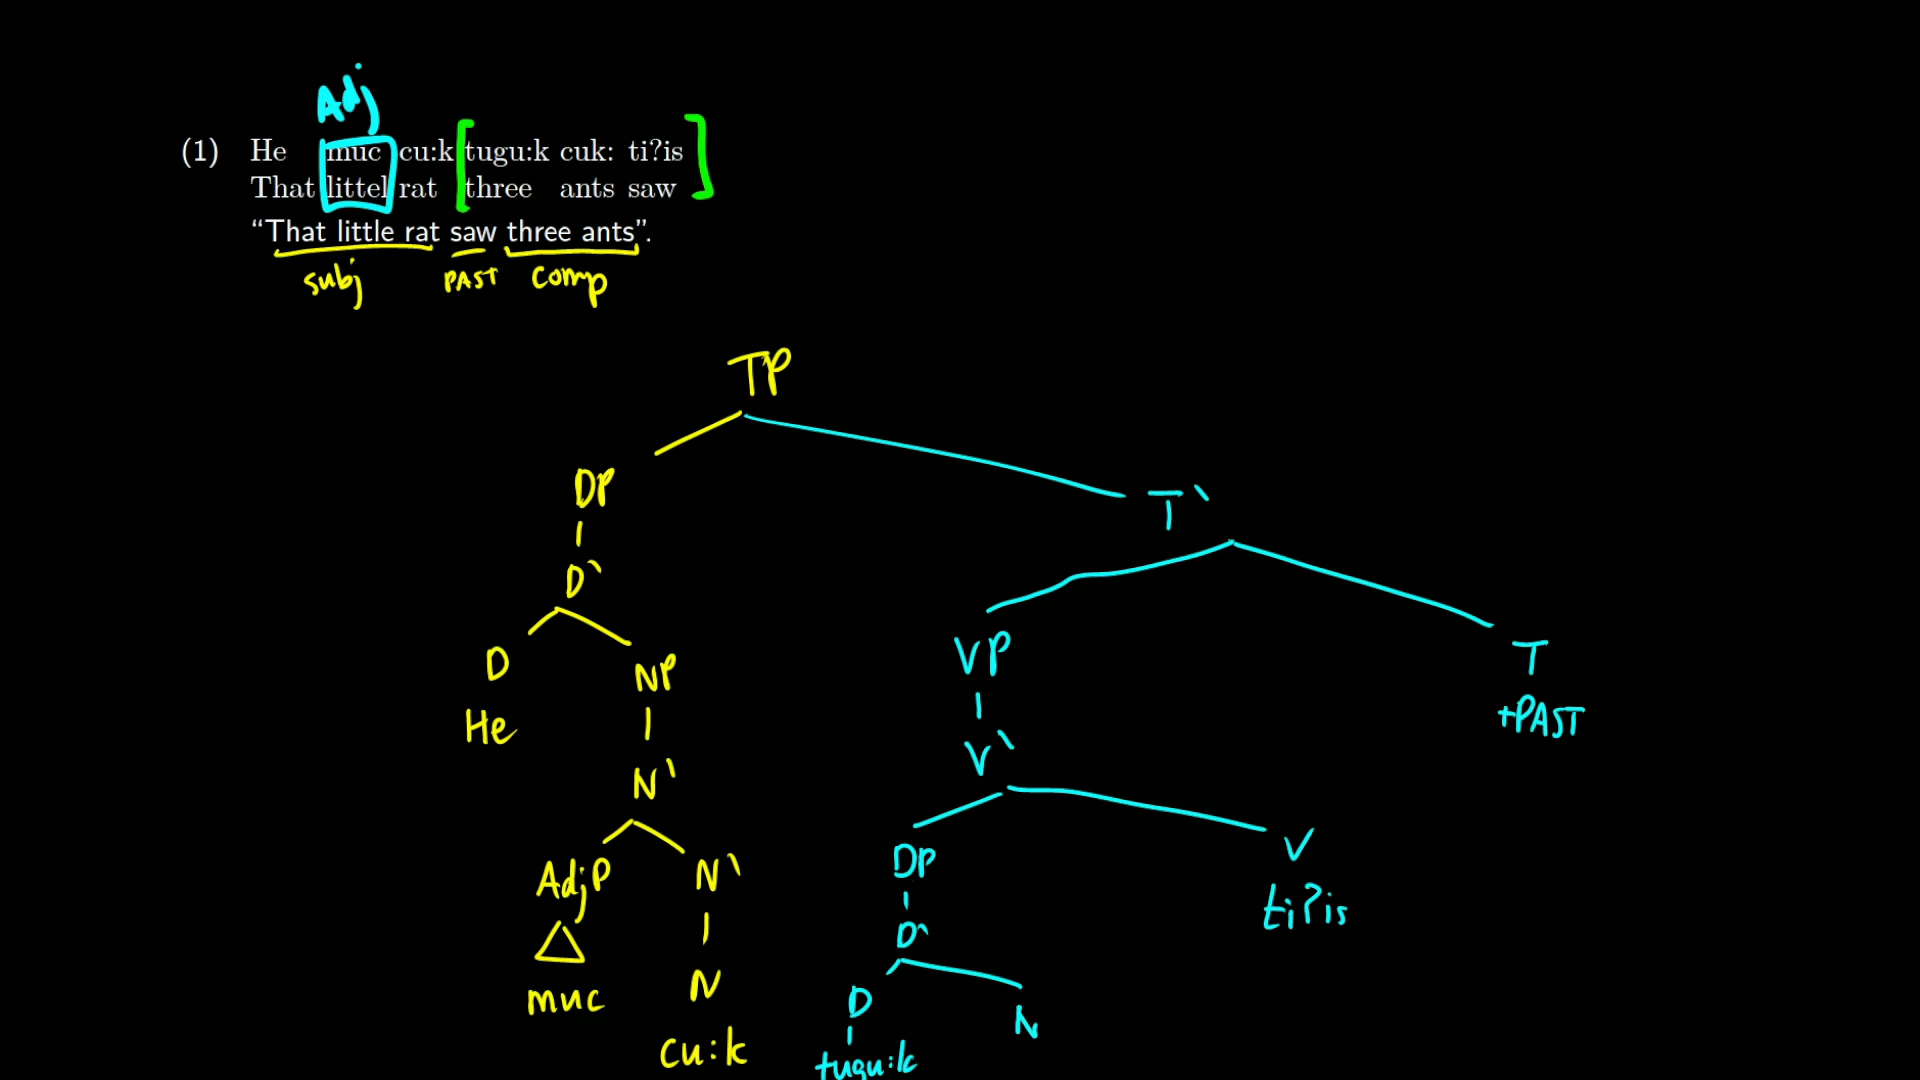 Adj
(1) He muc cu:k tugu:k cuk: ti?is
That littel rat three ants saw
“That little rat saw three ants”.
subj PAST comp
TP
DP T`
D`
D NP VP T
He +PAST
N' V`
AdjP N` DP V
ti?is
D`
muc N D N
cu:k tugu:k